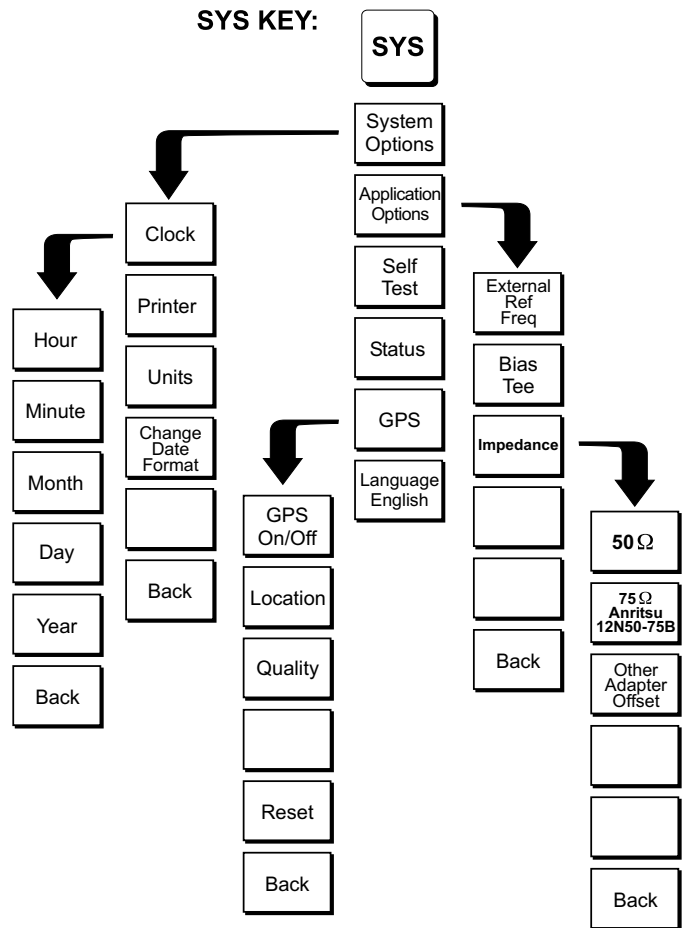 SYS KEY:
SYS
System
Options
Application
Options
Self
Test
Status
GPS
Language
English
Clock
Printer
Units
Change
Date
Format
Back
Hour
Minute
Month
Day
Year
Back
GPS
On/Off
Location
Quality
Reset
Back
External
Ref
Freq
Bias
Tee
Impedance
Back
50 Ω
75 Ω
Anritsu
12N50-75B
Other
Adapter
Offset
Back